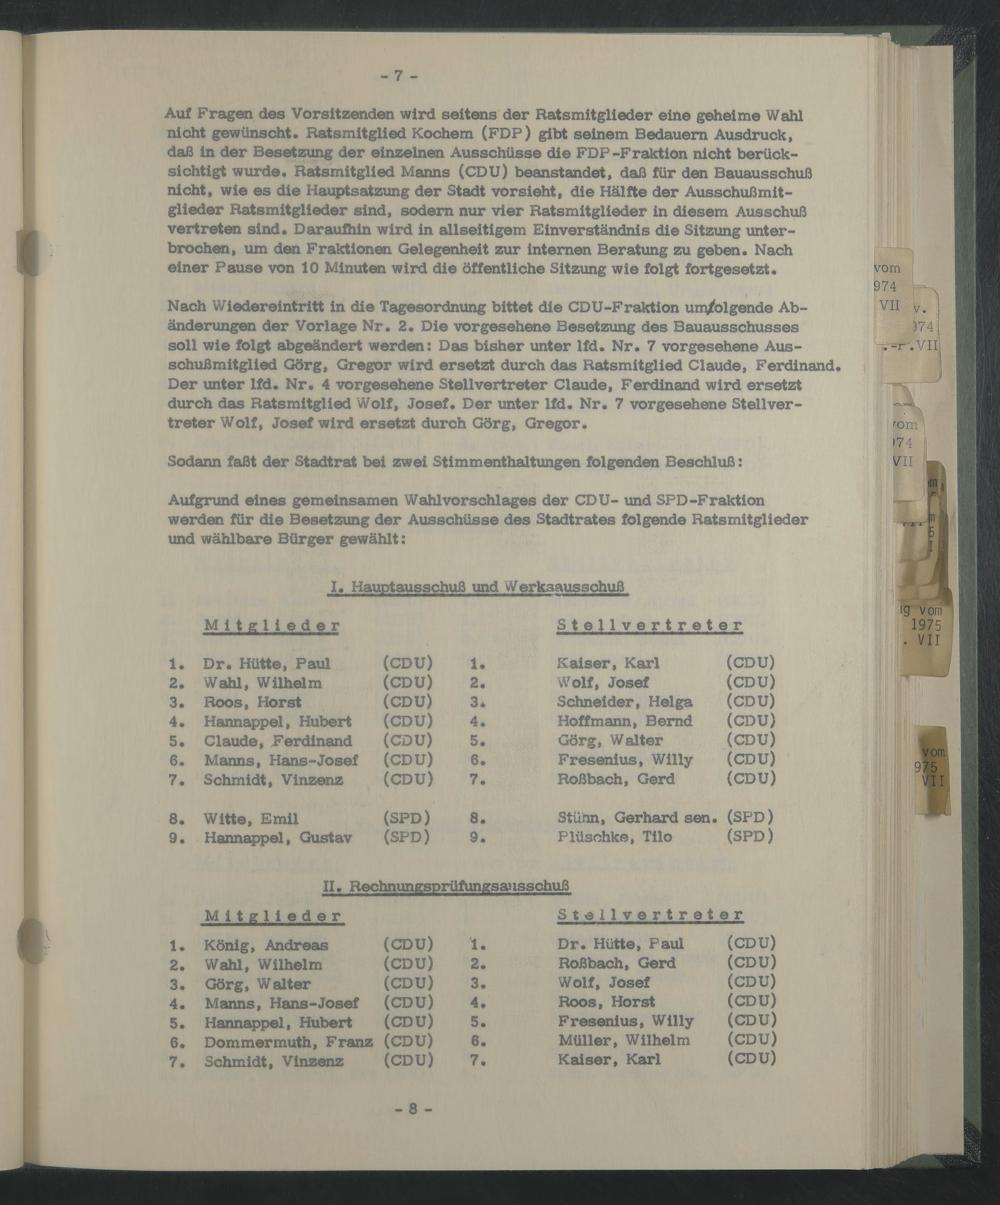 - 7 -
Auf Fragen des Vorsitzenden wird seitens der Ratsmitglieder eine geheime Wahl
nicht gewünscht. Ratsmitglied Kochem (FDP) gibt seinem Bedauern Ausdruck,
daß in der Besetzung der einzelnen Ausschüsse die FDP-Fraktion nicht berück-
sichtigt wurde. Ratsmitglied Manns (CDU) beanstandet, daß für den Bauausschuß
nicht, wie es die Hauptsatzung der Stadt vorsieht, die Hälfte der Ausschußmit-
glieder Ratsmitglieder sind, sodern nur vier Ratsmitglieder in diesem Ausschuß
vertreten sind. Daraufhin wird in allseitigem Einverständnis die Sitzung unter-
brochen, um den Fraktionen Gelegenheit zur internen Beratung zu geben. Nach
einer Pause von 10 Minuten wird die öffentliche Sitzung wie folgt fortgesetzt.
Nach Wiedereintritt in die Tagesordnung bittet die CDU-Fraktion um/folgende Ab-
änderungen der Vorlage Nr. 2. Die vorgesehene Besetzung des Bauausschusses
soll wie folgt abgeändert werden: Das bisher unter lfd. Nr. 7 vorgesehene Aus-
schußmitglied Görg, Gregor wird ersetzt durch das Ratsmitglied Claude, Ferdinand.
Der unter lfd. Nr. 4 vorgesehene Stellvertreter Claude, Ferdinand wird ersetzt
durch das Ratsmitglied Wolf, Josef. Der unter lfd. Nr. 7 vorgesehene Stellver-
treter Wolf, Josef wird ersetzt durch Görg, Gregor.
Sodann faßt der Stadtrat bei zwei Stimmenthaltungen folgenden Beschluß:
Aufgrund eines gemeinsamen Wahlvorschlages der CDU- und SPD-Fraktion
werden für die Besetzung der Ausschüsse des Stadtrates folgende Ratsmitglieder
und wählbare Bürger gewählt:
I. Hauptausschuß und Werksausschuß
Mitglieder Stellvertreter
1. Dr. Hütte, Paul (CDU) 1. Kaiser, Karl (CDU)
2. Wahl, Wilhelm (CDU) 2. Wolf, Josef (CDU)
3. Roos, Horst (CDU) 3. Schneider, Helga (CDU)
4. Hannappel, Hubert (CDU) 4. Hoffmann, Bernd (CDU)
5. Claude, Ferdinand (CDU) 5. Görg, Walter (CDU)
6. Manns, Hans-Josef (CDU) 6. Fresenius, Willy (CDU)
7. Schmidt, Vinzenz (CDU) 7. Roßbach, Gerd (CDU)
8. Witte, Emil (SPD) 8. Stühn, Gerhard sen. (SPD)
9. Hannappel, Gustav (SPD) 9. Plüschke, Tilo (SPD)
II. Rechnungsprüfungsausschuß
Mitglieder Stellvertreter
1. König, Andreas (CDU) 1. Dr. Hütte, Paul (CDU)
2. Wahl, Wilhelm (CDU) 2. Roßbach, Gerd (CDU)
3. Görg, Walter (CDU) 3. Wolf, Josef (CDU)
4. Manns, Hans-Josef (CDU) 4. Roos, Horst (CDU)
5. Hannappel, Hubert (CDU) 5. Fresenius, Willy (CDU)
6. Dommermuth, Franz (CDU) 6. Müller, Wilhelm (CDU)
7. Schmidt, Vinzenz (CDU) 7. Kaiser, Karl (CDU)
- 8 -
vom
974
VII
v.
974
.VII
vom
974
VII
ig vom
1975
. VII
vom
975
VII